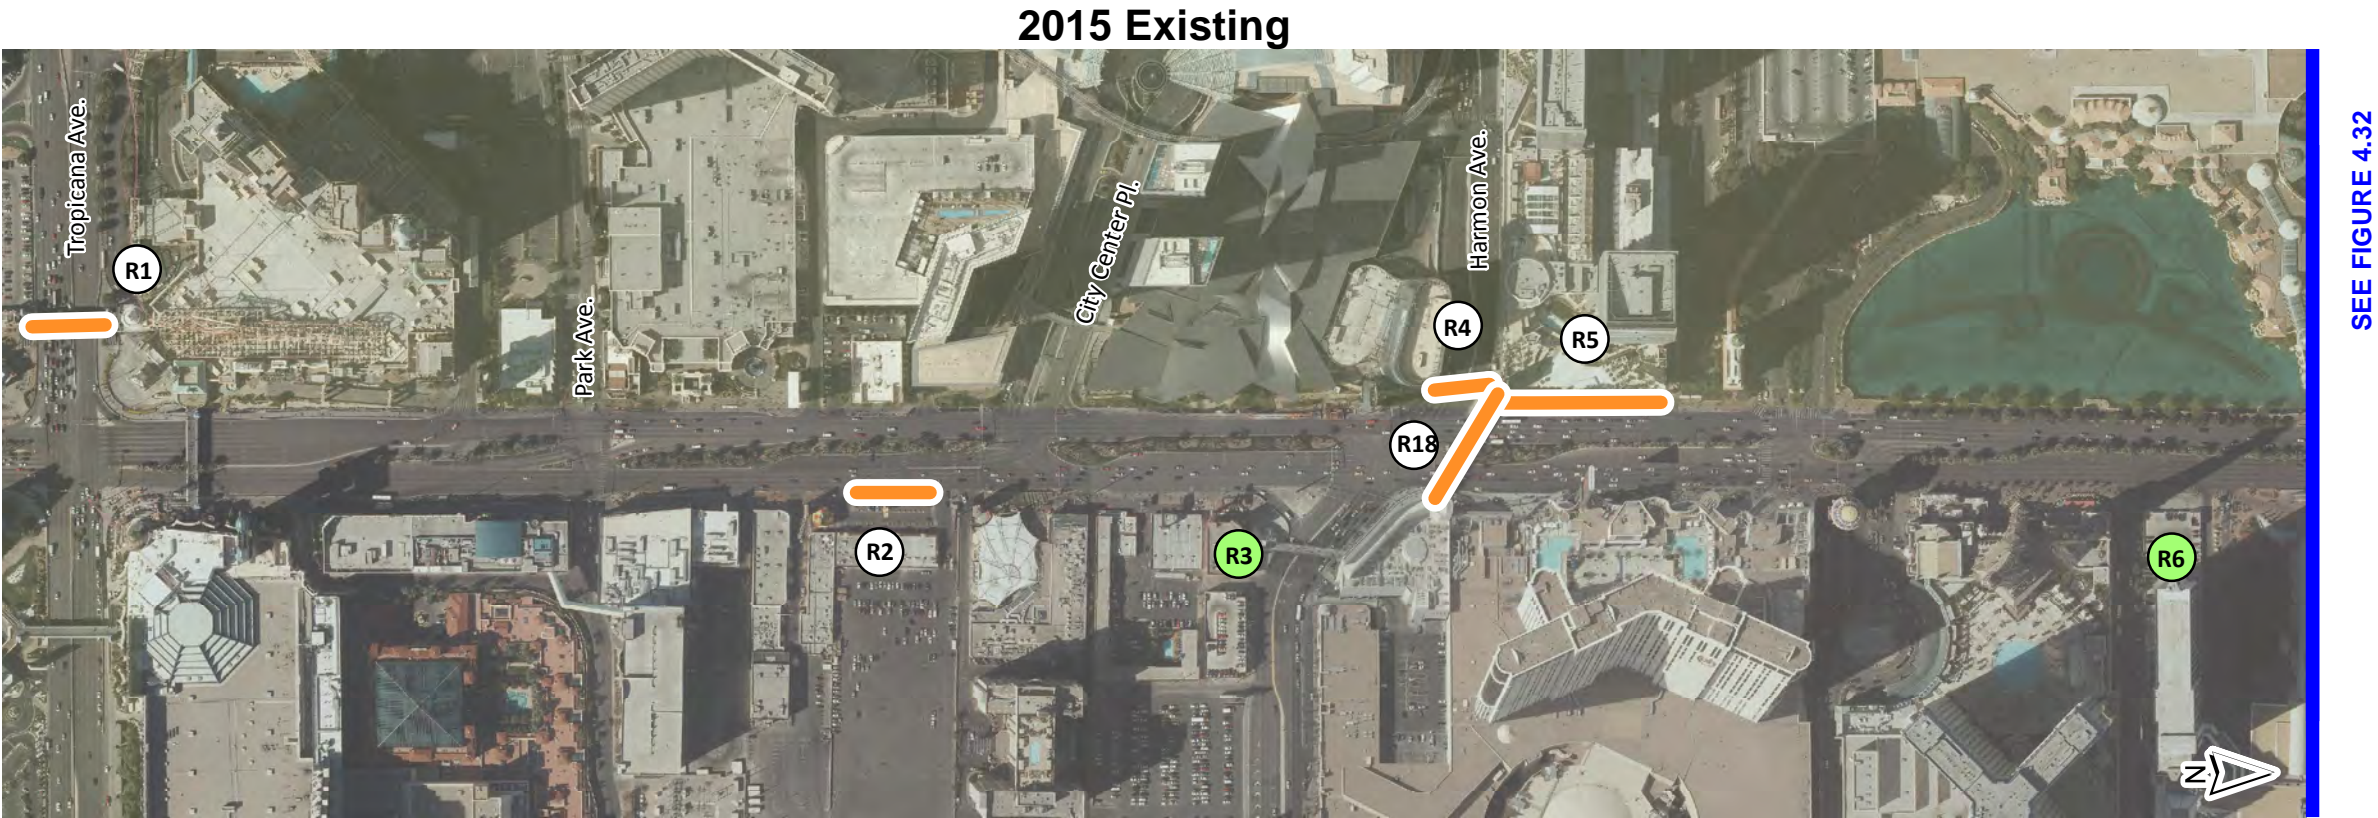 2015 Existing
Tropicana Ave.
R1
Park Ave.
City Center Pl.
Harmon Ave.
R4
R5
R18
R2
R3
R6
N
SEE FIGURE 4.32